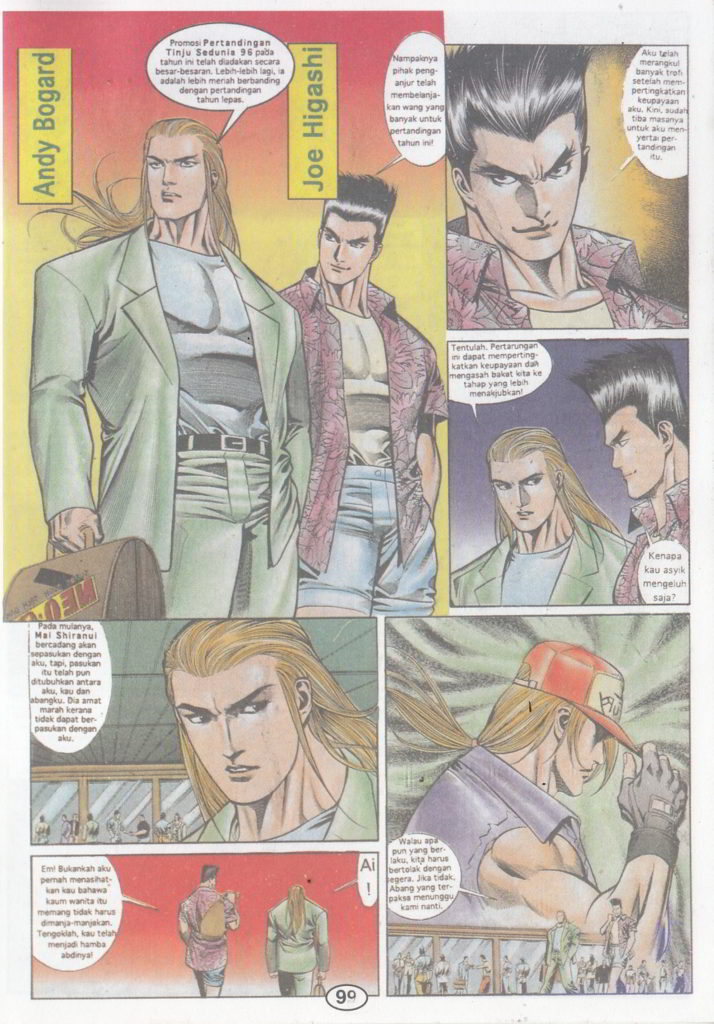 Andy Bogard
Promosi Pertandingan
Tinju Sedunia 96 pada
tahun ini telah diadakan secara
besar-besaran. Lebih-lebih lagi, ia
adalah lebih meriah berbanding
dengan pertandingan
tahun lepas.
Joe Higashi
Nampaknya
pihak peng-
anjur telah
membelanja-
kan wang yang
banyak untuk
pertandingan
tahun ini!
Aku telah
merangkul
banyak trofi
setelah mem-
pertingkatkan
keupayaan
aku. Kini, sudah
tiba masanya
untuk aku men-
yertai per-
tandingan
itu.
Tentulah. Pertarungan
ini dapat memperting-
katkan keupayaan dan
mengasah bakat kita ke
tahap yang lebih
menakjubkan!
Kenapa
kau asyik
mengeluh
saja?
Pada mulanya,
Mai Shiranui
bercadang akan
sepasukan dengan
aku, tapi, pasukan
itu telah pun
ditubuhkan antara
aku, kau dan
abangku. Dia amat
marah kerana
tidak dapat ber-
pasukan dengan
aku.
Em! Bukankah aku
pernah menasihat-
kan kau bahawa
kaum wanita itu
memang tidak harus
dimanja-manjakan.
Tengoklah, kau telah
menjadi hamba
abdinya!
Ai
!
Walau apa
pun yang ber-
laku, kita harus
bertolak dengan
segera. Jika tidak,
Abang yang ter-
paksa menunggu
kami nanti.
99